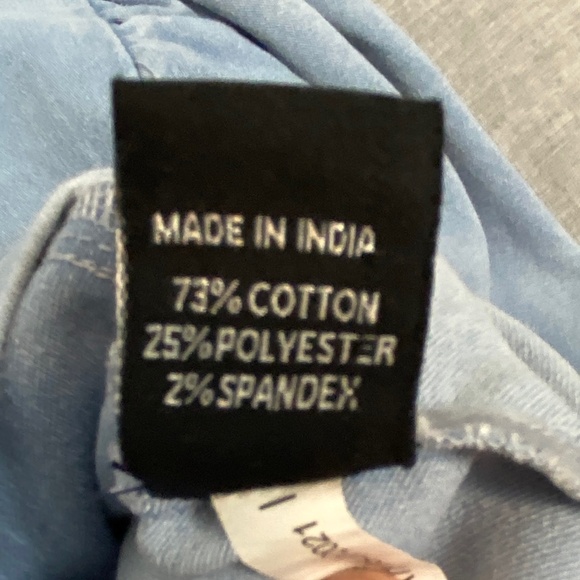 MADE IN INDIA
73% COTTON
25% POLYESTER
2% SPANDEX